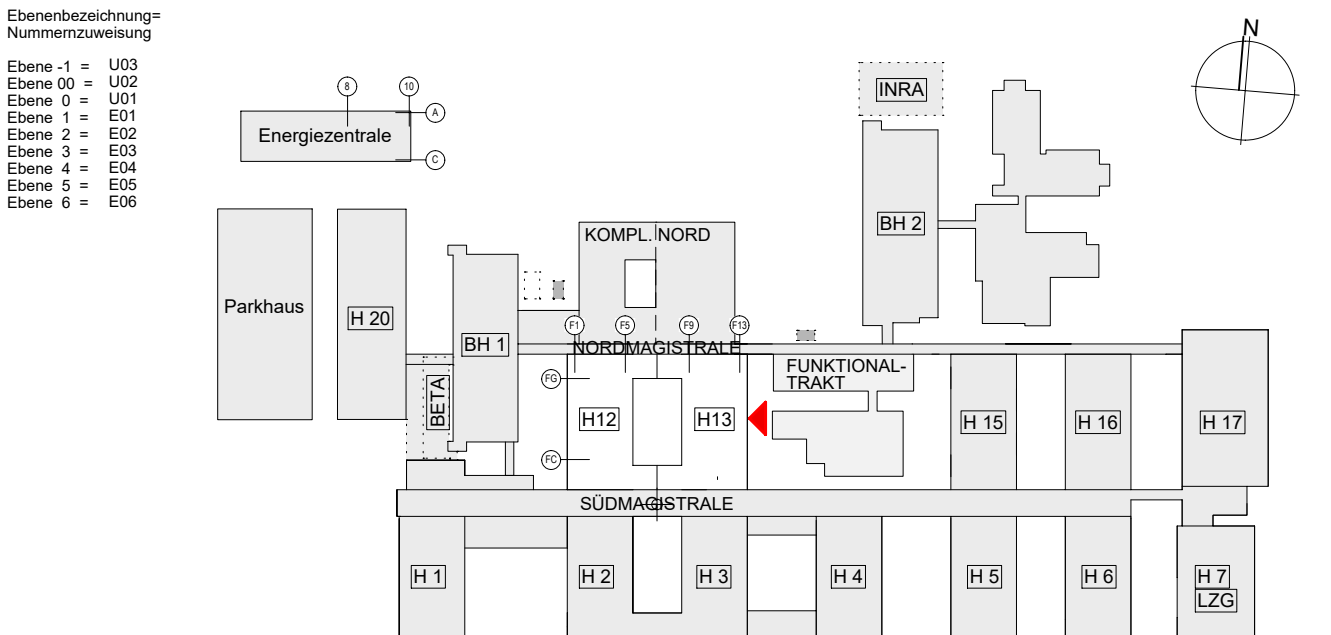 Ebenenbezeichnung=
Nummernzuweisung
Ebene -1 = U03
Ebene 00 = U02
Ebene 0 = U01
Ebene 1 = E01
Ebene 2 = E02
Ebene 3 = E03
Ebene 4 = E04
Ebene 5 = E05
Ebene 6 = E06
N
8
10
A
C
Energiezentrale
INRA
BH 2
KOMPL. NORD
Parkhaus
H 20
BH 1
F1
F5
F9
F13
NORDMAGISTRALE
FUNKTIONAL-
TRAKT
BETA
FG
H12
H13
H 15
H 16
H 17
FC
SÜDMAGISTRALE
H 1
H 2
H 3
H 4
H 5
H 6
H 7
LZG